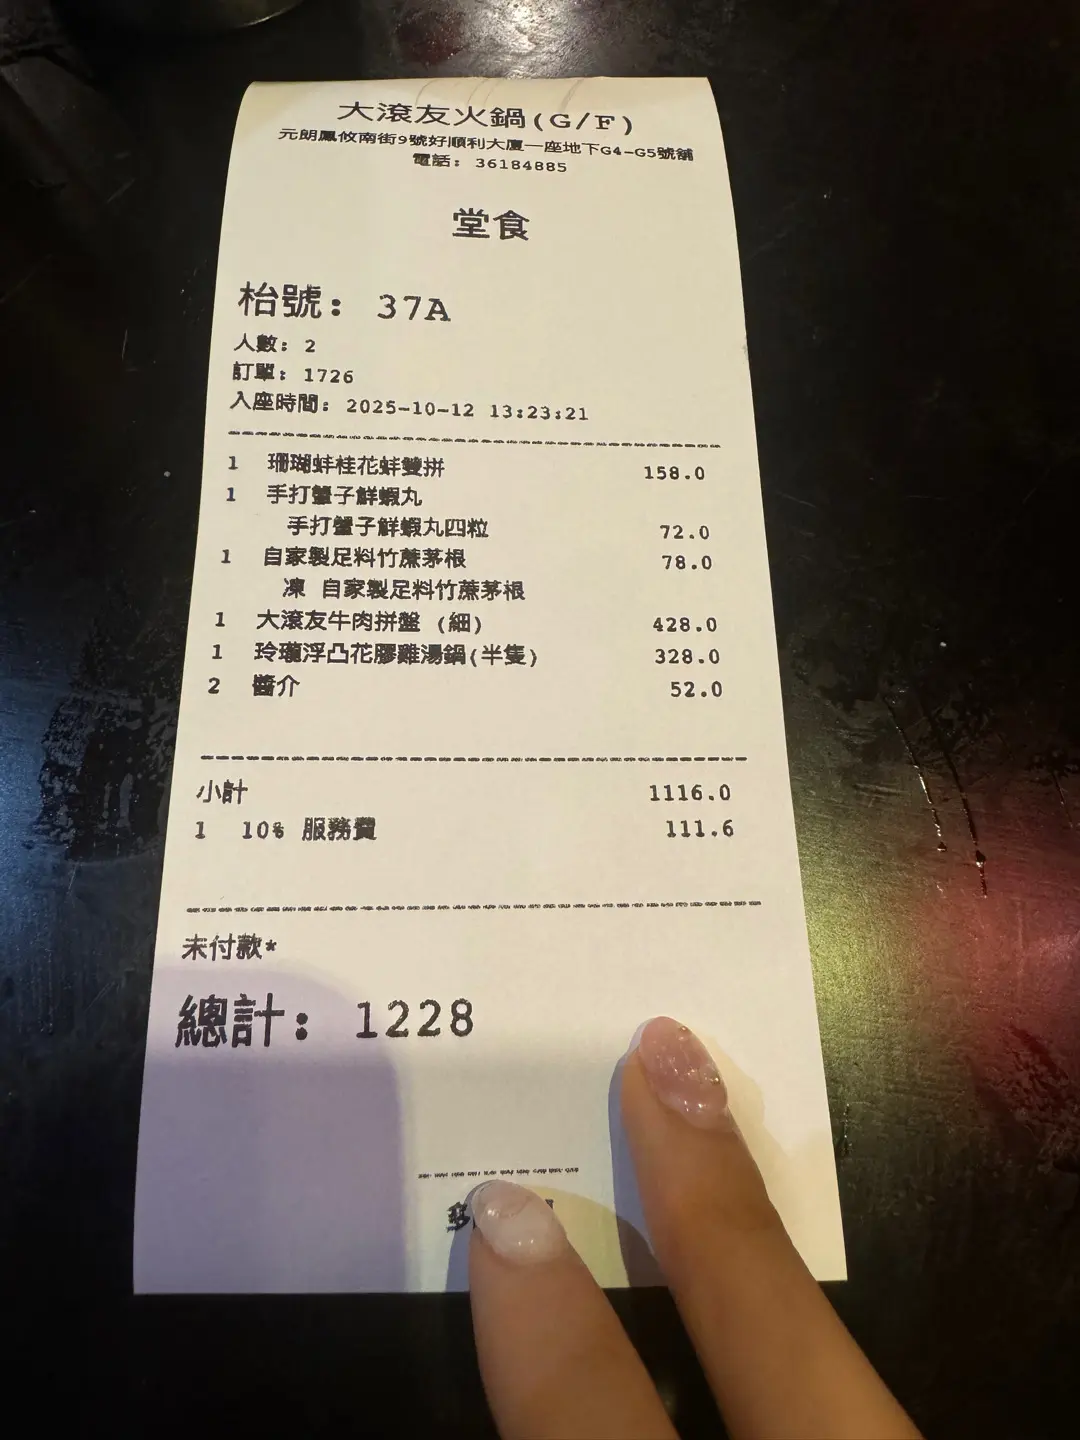 大滾友火鍋(G/F)
元朗鳳攸南街9號好順利大廈一座地下G4-G5號舖
電話: 36184885
堂食
枱號: 37A
人數: 2
訂單: 1726
入座時間: 2025-10-12 13:23:21
1 珊瑚蚌桂花蚌雙拼 158.0
1 手打蟹子鮮蝦丸
手打蟹子鮮蝦丸四粒 72.0
1 自家製足料竹蔗茅根 78.0
凍 自家製足料竹蔗茅根
1 大滾友牛肉拼盤 (細) 428.0
1 玲瓏浮凸花膠雞湯鍋(半隻) 328.0
2 醬介 52.0
小計 1116.0
1 10% 服務費 111.6
未付款*
總計: 1228